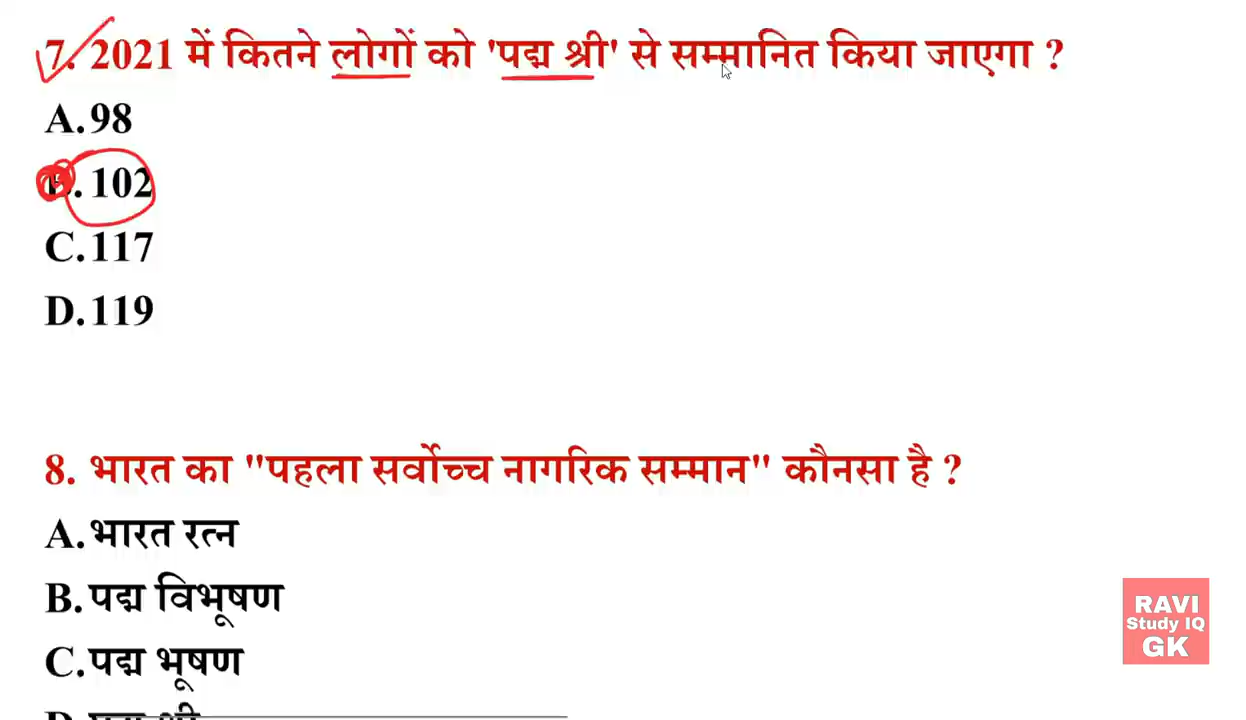 7. 2021 में कितने लोगों को 'पद्म श्री' से सम्मानित किया जाएगा ?
A.98
B.102
C.117
D.119
8. भारत का "पहला सर्वोच्च नागरिक सम्मान" कौनसा है ?
A.भारत रत्न
B.पद्म विभूषण
C.पद्म भूषण
D.पद्म श्री
RAVI
Study IQ
GK